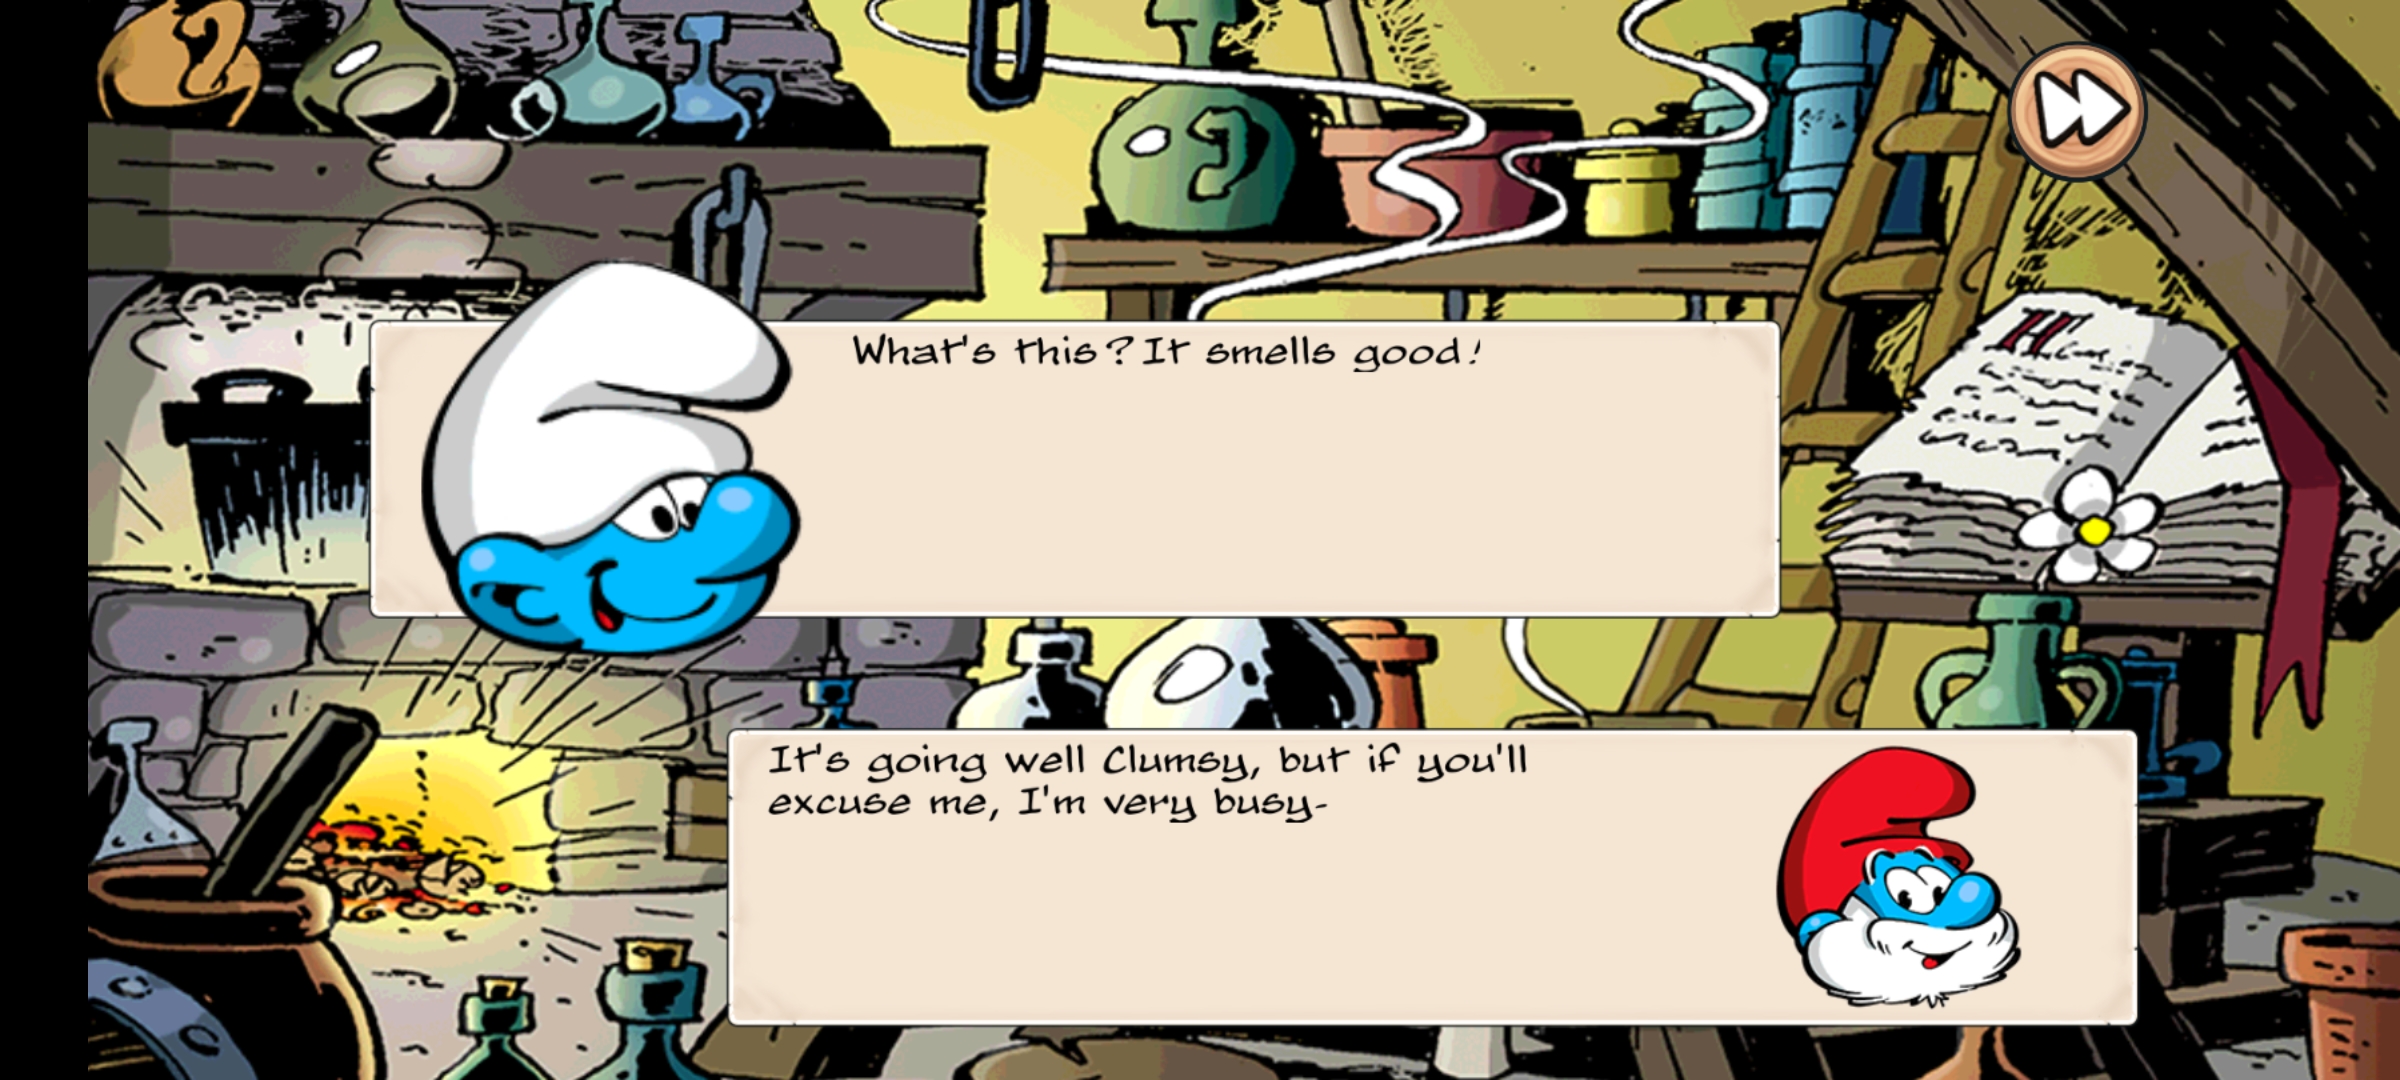 What's this? It smells good!
It's going well Clumsy, but if you'll
excuse me, I'm very busy-